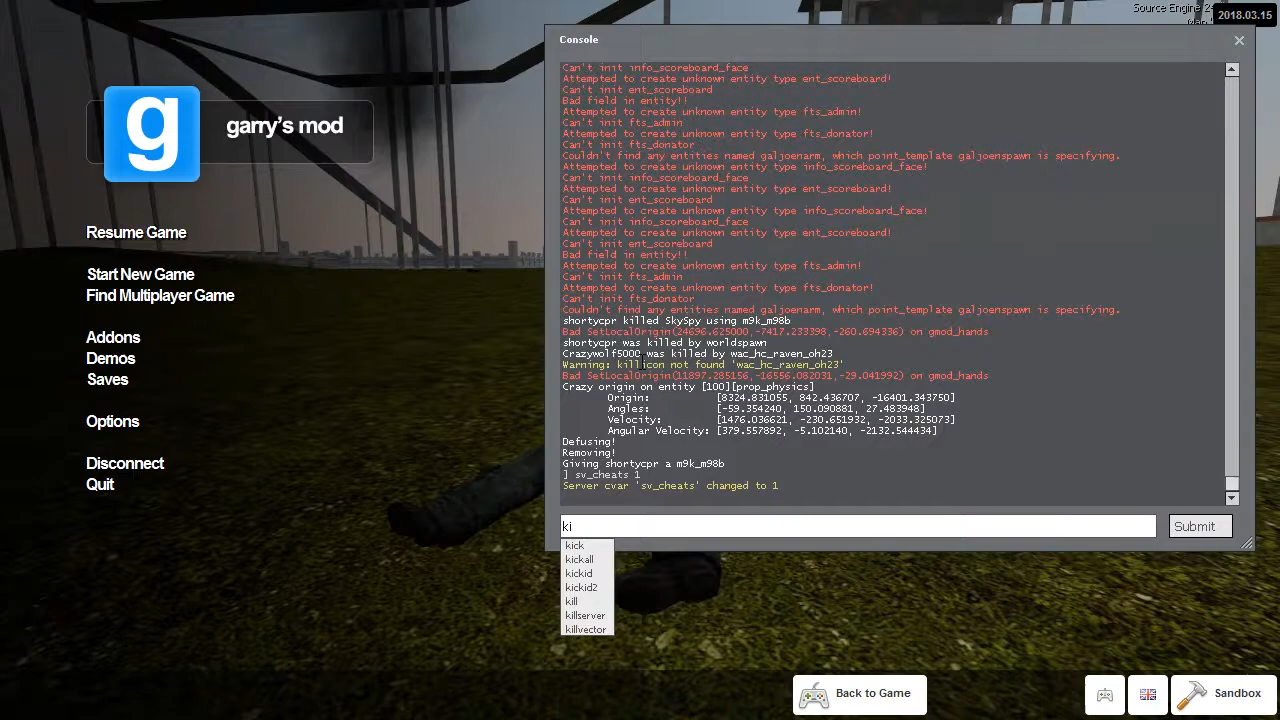 Source Engine 2
2018.03.15
g
garry's mod
Resume Game
Start New Game
Find Multiplayer Game
Addons
Demos
Saves
Options
Disconnect
Quit
Console
Can't init info_scoreboard_face
Attempted to create unknown entity type ent_scoreboard!
Can't init ent_scoreboard
Bad field in entity!!
Attempted to create unknown entity type fts_admin!
Can't init fts_admin
Attempted to create unknown entity type fts_donator!
Can't init fts_donator
Couldn't find any entities named galjoenarm, which point_template galjoenspawn is specifying.
Attempted to create unknown entity type info_scoreboard_face!
Can't init info_scoreboard_face
Attempted to create unknown entity type ent_scoreboard!
Can't init ent_scoreboard
Attempted to create unknown entity type info_scoreboard_face!
Can't init info_scoreboard_face
Attempted to create unknown entity type ent_scoreboard!
Can't init ent_scoreboard
Bad field in entity!!
Attempted to create unknown entity type fts_admin!
Can't init fts_admin
Attempted to create unknown entity type fts_donator!
Can't init fts_donator
Couldn't find any entities named galjoenarm, which point_template galjoenspawn is specifying.
shortycpr killed SkySpy using m9k_m98b
Bad SetLocalOrigin(24696.625000,-7417.233398,-260.694336) on gmod_hands
shortycpr was killed by worldspawn
Crazywolf5000 was killed by wac_hc_raven_oh23
Warning: killicon not found 'wac_hc_raven_oh23'
Bad SetLocalOrigin(11897.285156,-16556.082031,-29.041992) on gmod_hands
Crazy origin on entity [100][prop_physics]
Origin: [8324.831055, 842.436707, -16401.343750]
Angles: [-59.354240, 150.090881, 27.483948]
Velocity: [1476.036621, -230.651932, -2033.325073]
Angular Velocity: [379.557892, -5.102140, -2132.544434]
Defusing!
Removing!
Giving shortycpr a m9k_m98b
] sv_cheats 1
Server cvar 'sv_cheats' changed to 1
ki
Submit
kick
kickall
kickid
kickid2
kill
killserver
killvector
Back to Game
Sandbox